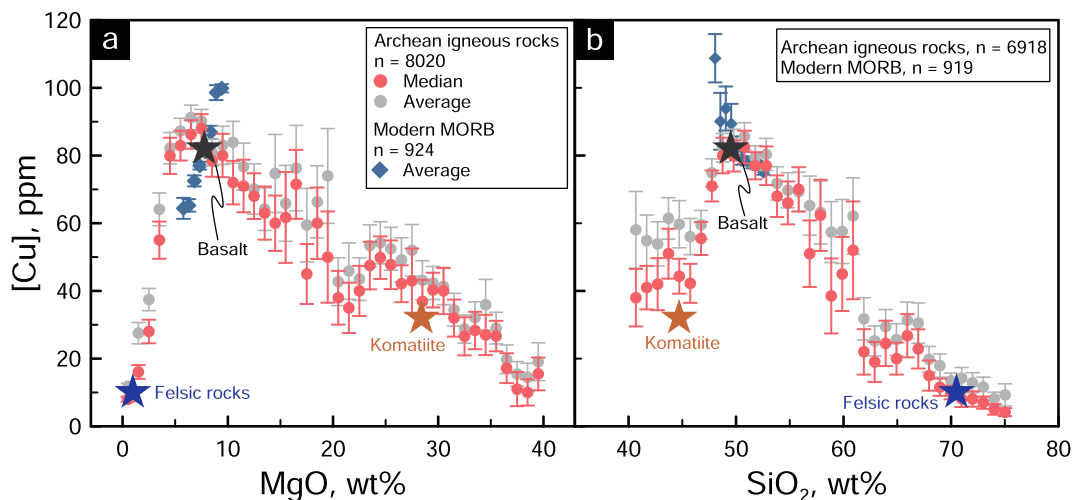 a
Archean igneous rocks
n = 8020
Median
Average
Modern MORB
n = 924
Average
Basalt
Komatiite
Felsic rocks
[Cu], ppm
120
100
80
60
40
20
0
0
10
20
30
40
MgO, wt%
b
Archean igneous rocks, n = 6918
Modern MORB, n = 919
Basalt
Komatiite
Felsic rocks
40
50
60
70
80
SiO₂, wt%